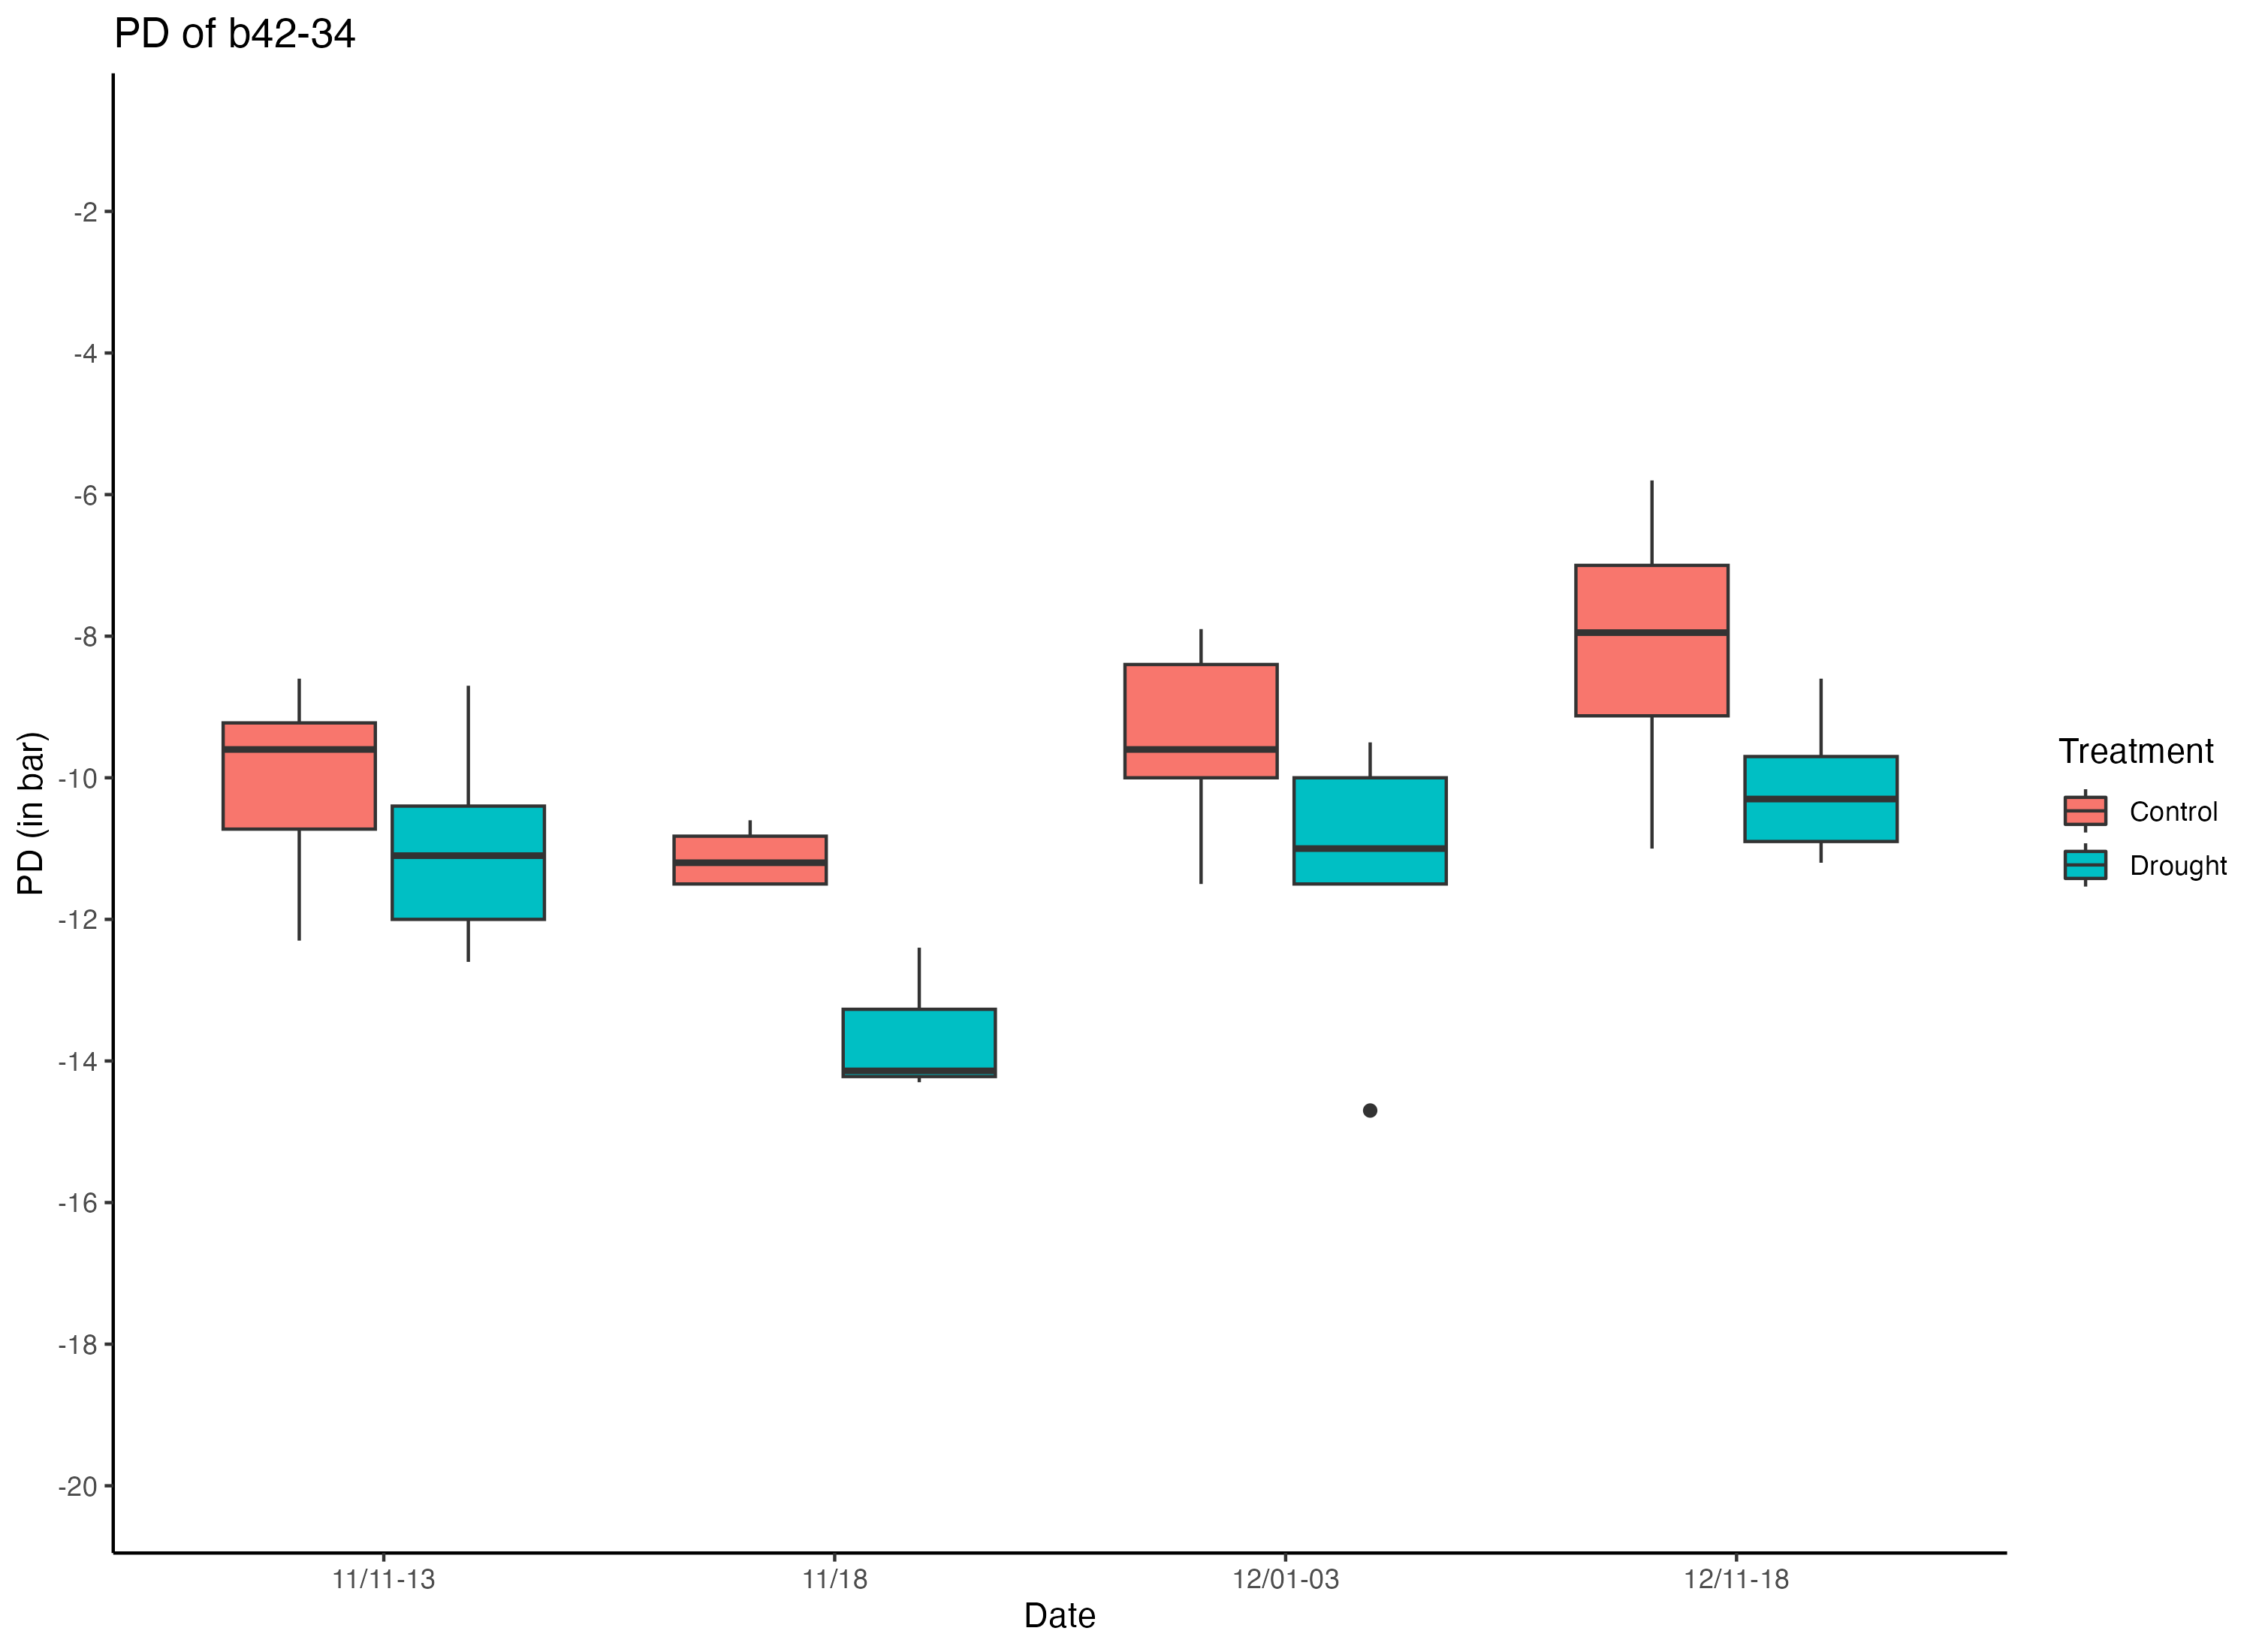 PD of b42-34
PD (in bar)
-2
-4
-6
-8
-10
-12
-14
-16
-18
-20
11/11-13
11/18
12/01-03
12/11-18
Date
Treatment
Control
Drought